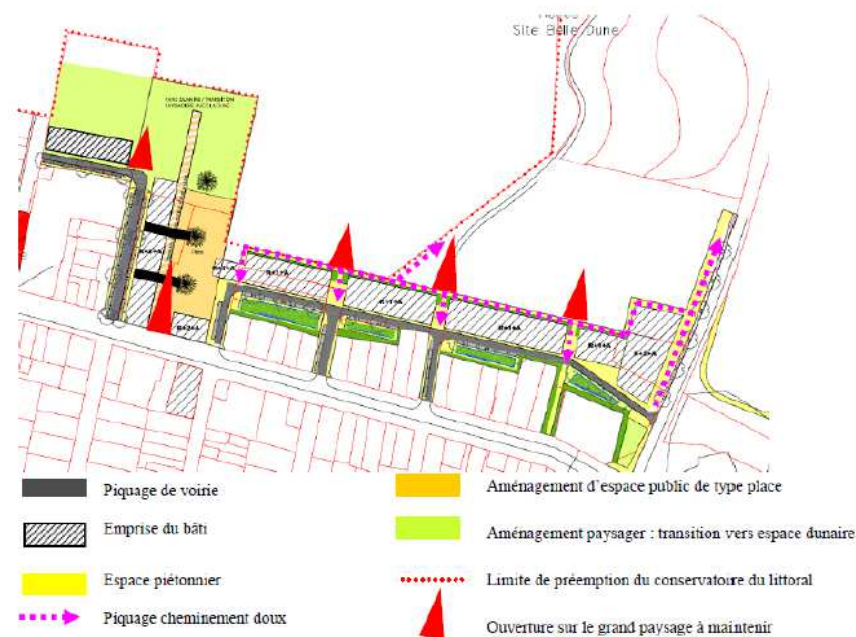 Site Belle Dune
Piquage de voirie
Emprise du bâti
Espace piétonnier
Piquage cheminement doux
Aménagement d'espace public de type place
Aménagement paysager : transition vers espace dunaire
Limite de préemption du conservatoire du littoral
Ouverture sur le grand paysage à maintenir